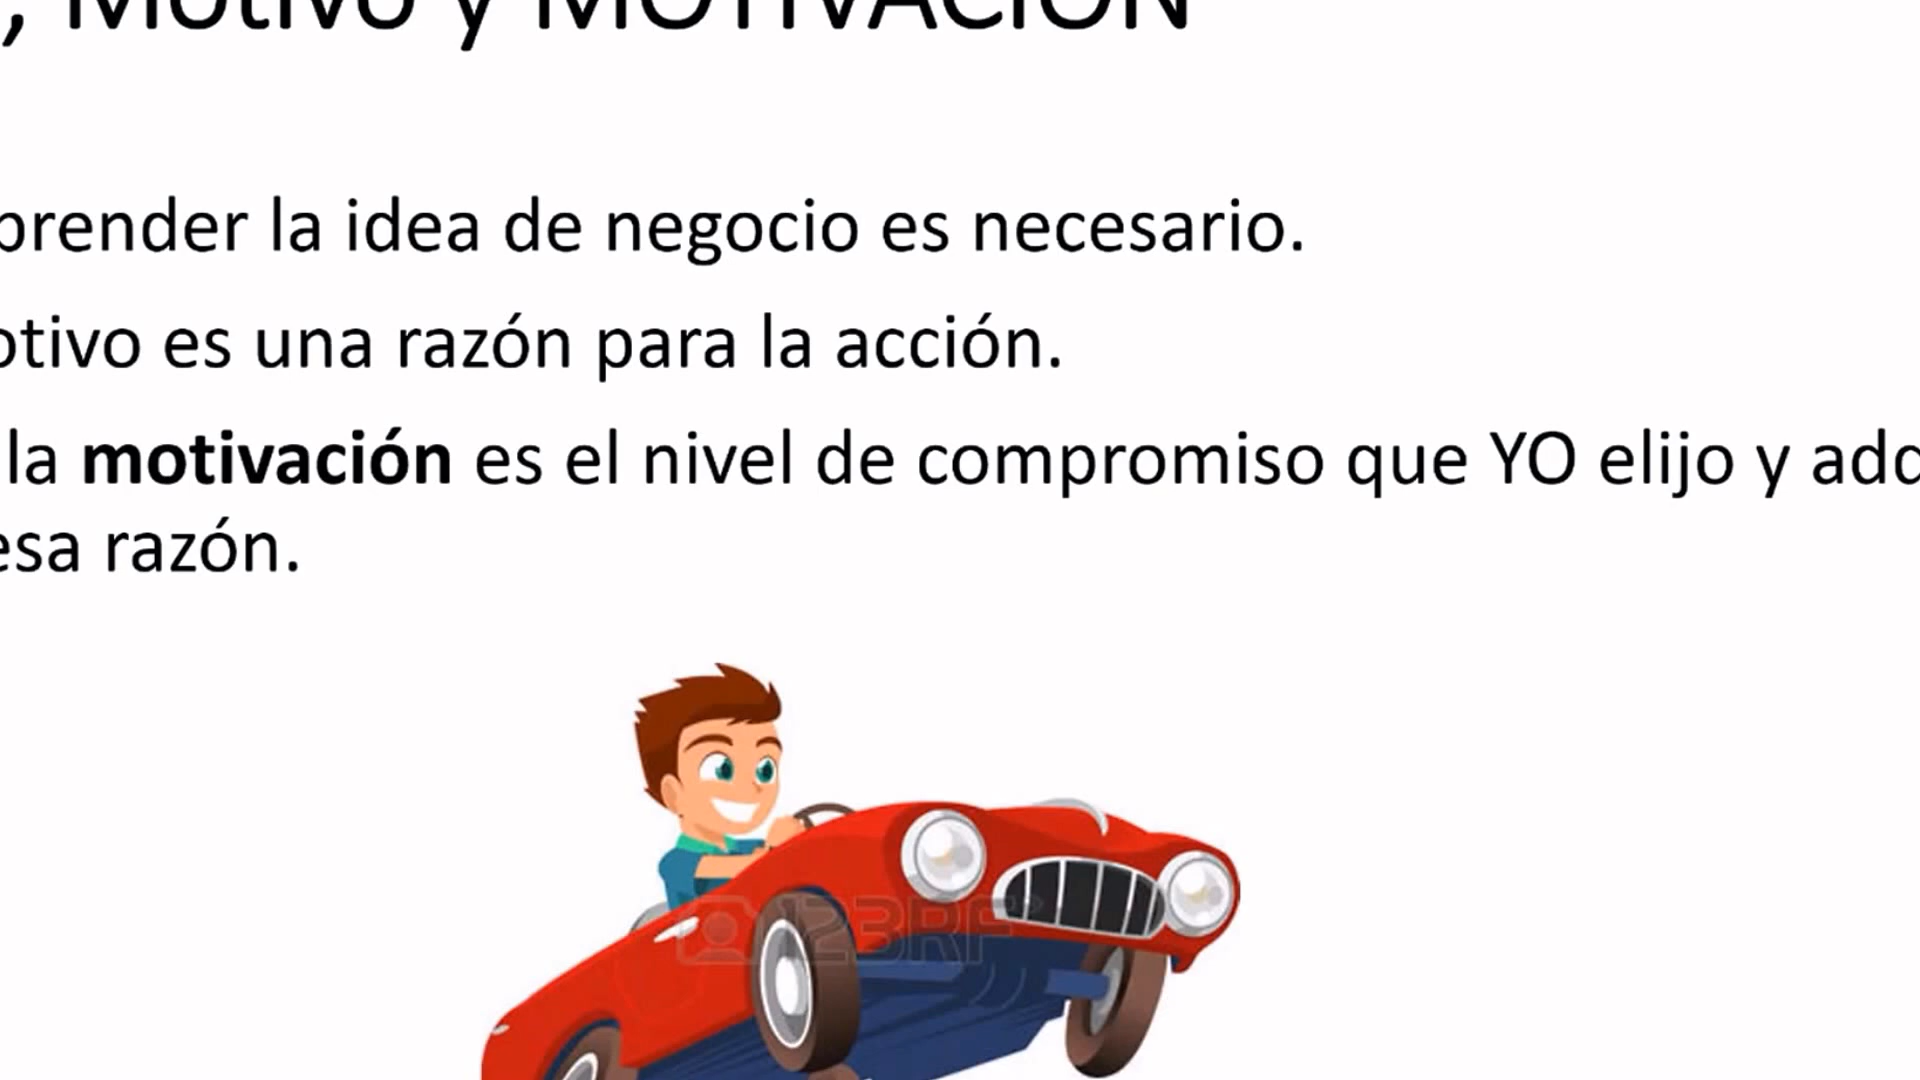 , Motivo y MOTIVACIÓN
prender la idea de negocio es necesario.
otivo es una razón para la acción.
la motivación es el nivel de compromiso que YO elijo y add
esa razón.
123RF